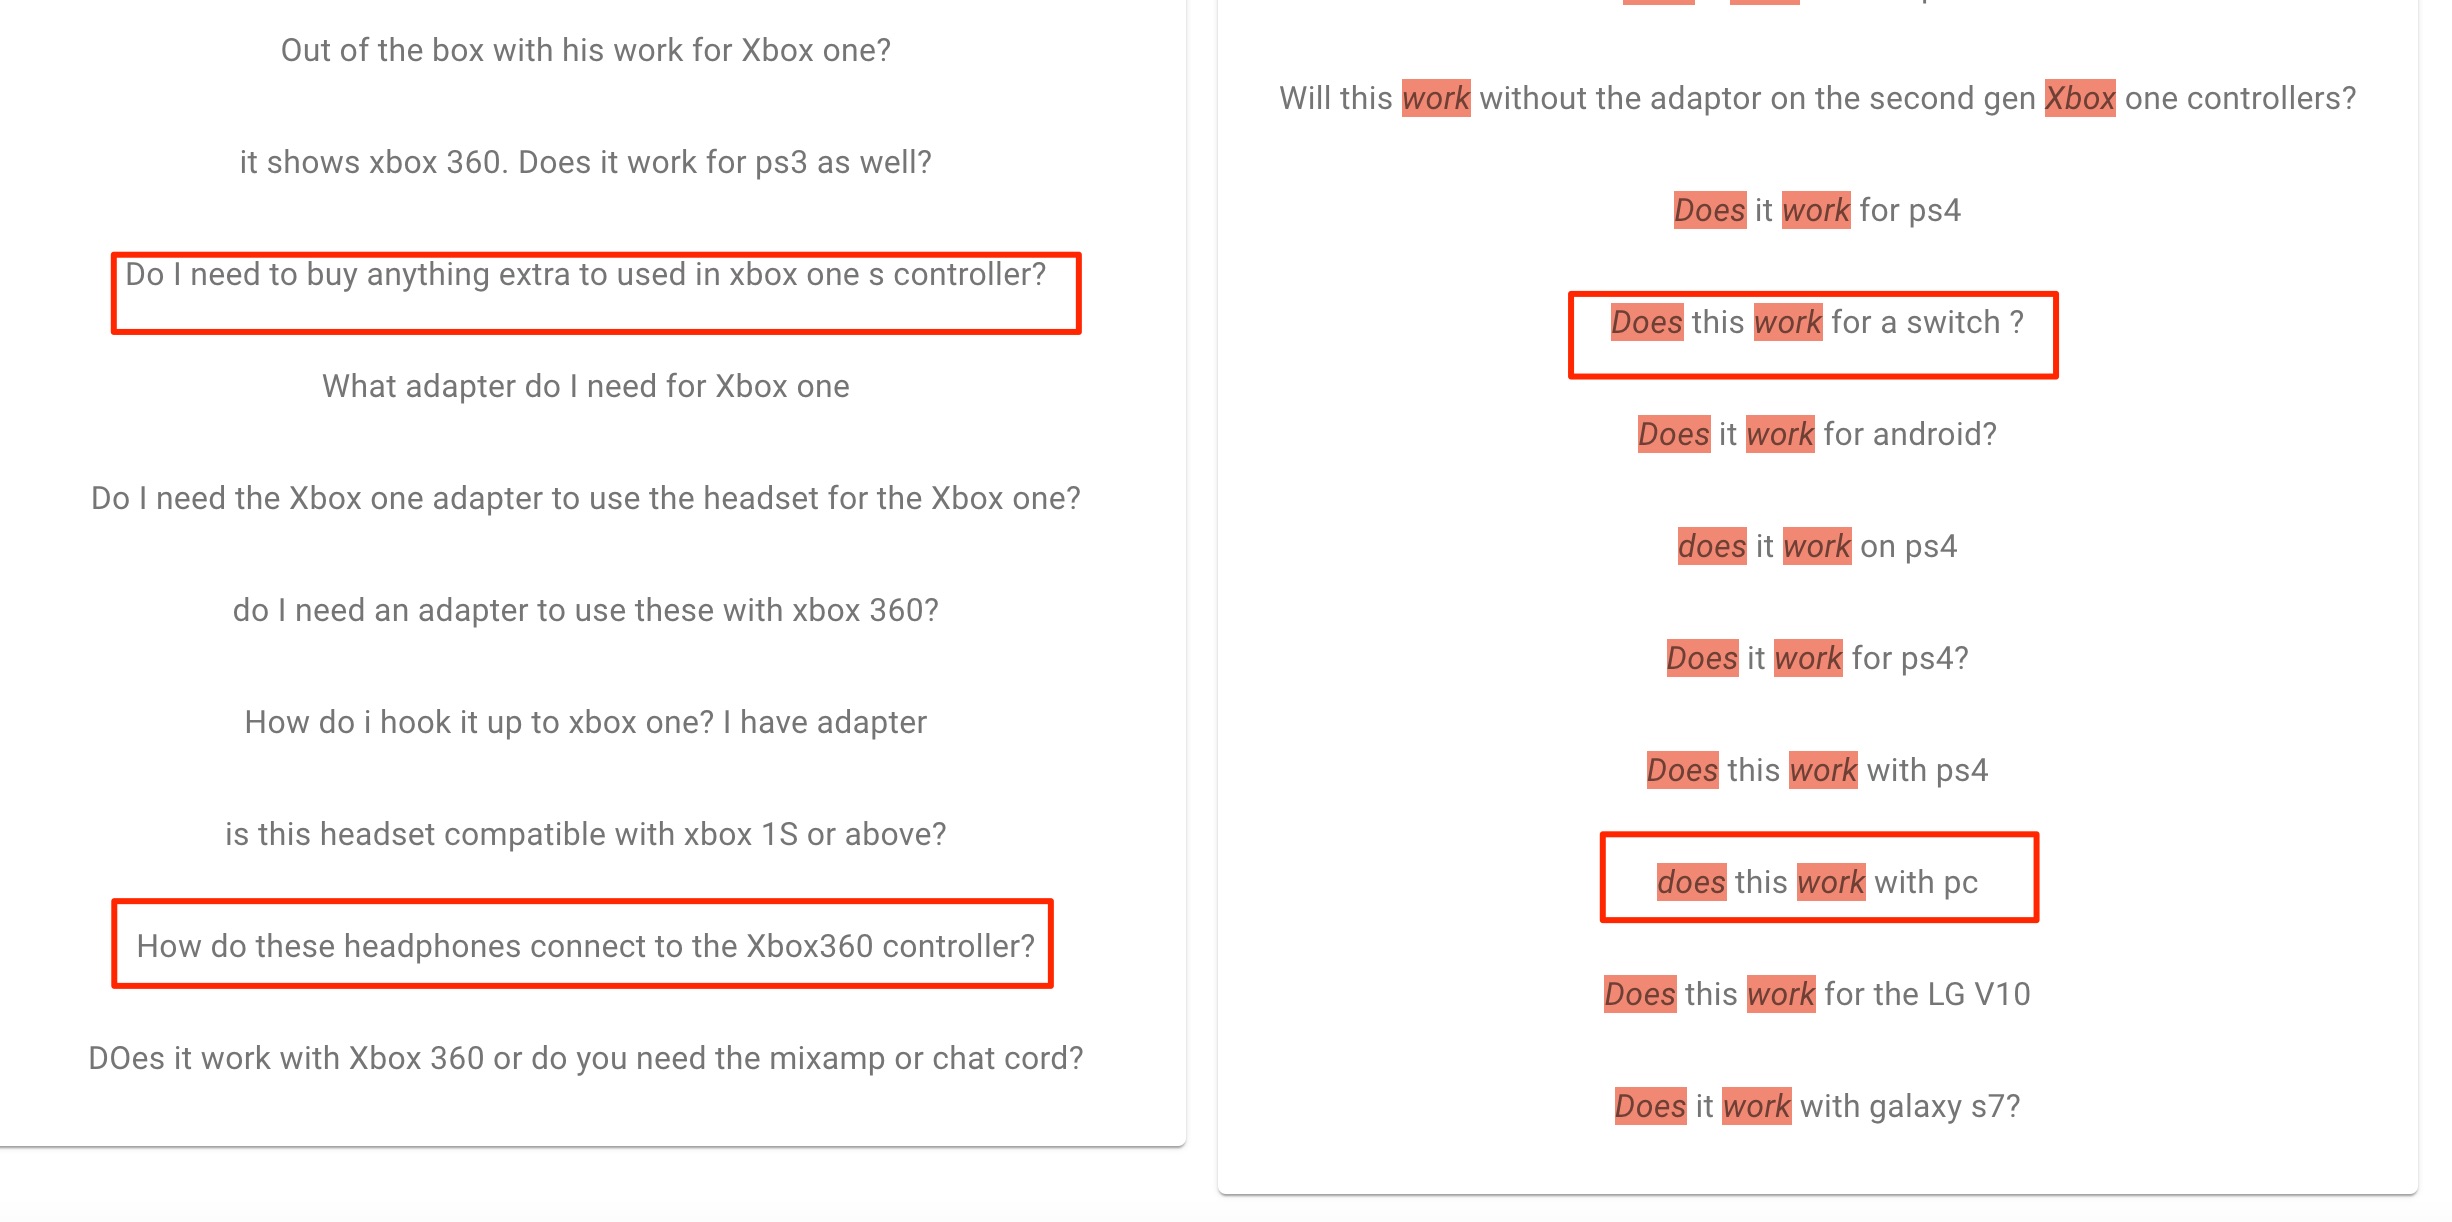 Out of the box with his work for Xbox one?
it shows xbox 360. Does it work for ps3 as well?
Do I need to buy anything extra to used in xbox one s controller?
What adapter do I need for Xbox one
Do I need the Xbox one adapter to use the headset for the Xbox one?
do I need an adapter to use these with xbox 360?
How do i hook it up to xbox one? I have adapter
is this headset compatible with xbox 1S or above?
How do these headphones connect to the Xbox360 controller?
DOes it work with Xbox 360 or do you need the mixamp or chat cord?
Will this work without the adaptor on the second gen Xbox one controllers?
Does it work for ps4
Does this work for a switch ?
Does it work for android?
does it work on ps4
Does it work for ps4?
Does this work with ps4
does this work with pc
Does this work for the LG V10
Does it work with galaxy s7?